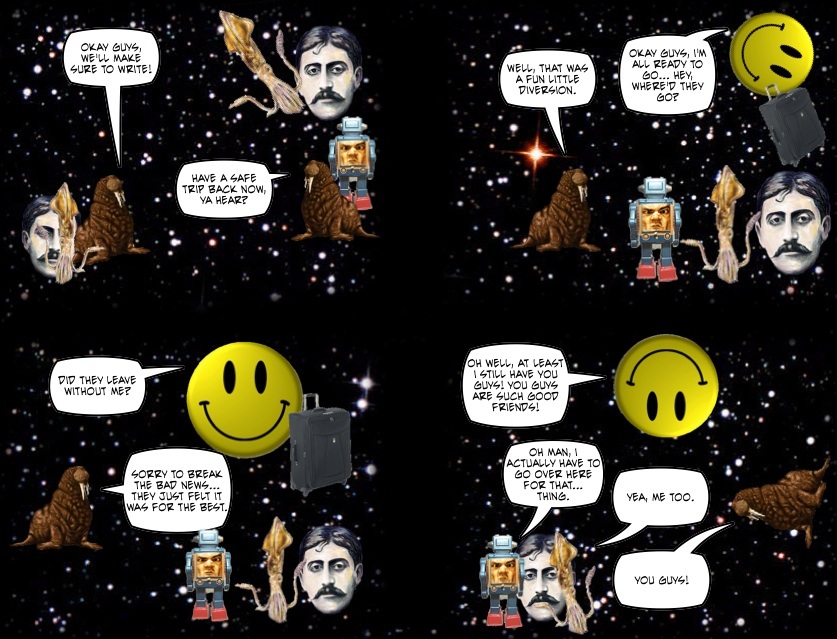 OKAY GUYS,
WE'LL MAKE
SURE TO WRITE!
HAVE A SAFE
TRIP BACK NOW,
YA HEAR?
WELL, THAT WAS
A FUN LITTLE
DIVERSION.
OKAY GUYS, I'M
ALL READY TO
GO... HEY,
WHERE'D THEY
GO?
DID THEY LEAVE
WITHOUT ME?
SORRY TO BREAK
THE BAD NEWS...
THEY JUST FELT IT
WAS FOR THE BEST.
OH WELL, AT LEAST
I STILL HAVE YOU
GUYS! YOU GUYS
ARE SUCH GOOD
FRIENDS!
OH MAN, I
ACTUALLY HAVE TO
GO OVER HERE
FOR THAT...
THING.
YEA, ME TOO.
YOU GUYS!